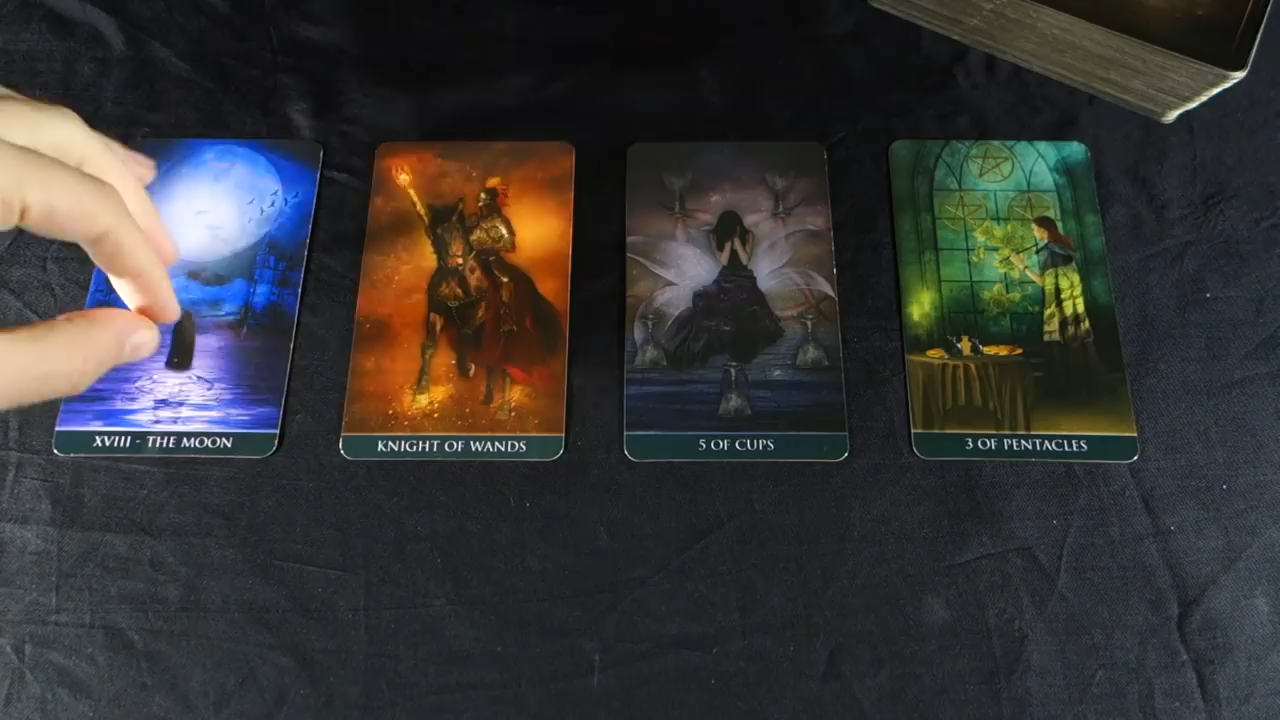 XVIII - THE MOON
KNIGHT OF WANDS
5 OF CUPS
3 OF PENTACLES